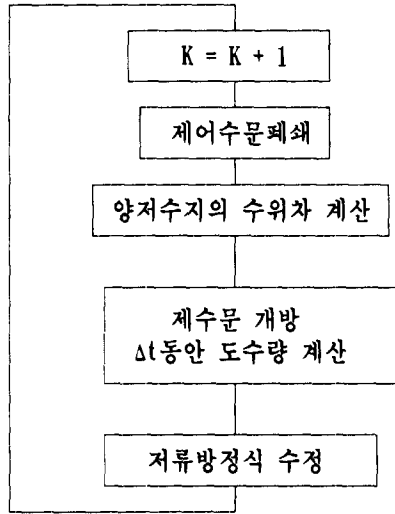 K = K + 1
제어수문폐쇄
양저수지의 수위차 계산
제수문 개방
Δt동안 도수량 계산
저류방정식 수정